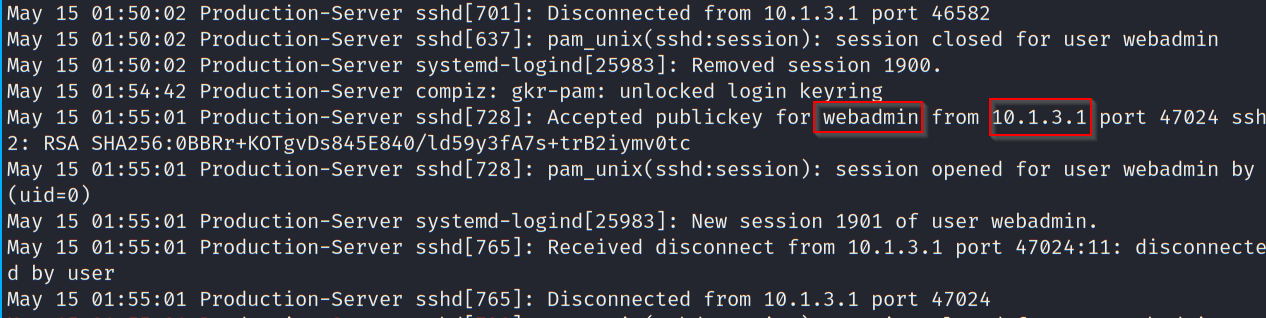 May 15 01:50:02 Production-Server sshd[701]: Disconnected from 10.1.3.1 port 46582
May 15 01:50:02 Production-Server sshd[637]: pam_unix(sshd:session): session closed for user webadmin
May 15 01:50:02 Production-Server systemd-logind[25983]: Removed session 1900.
May 15 01:54:42 Production-Server compiz: gkr-pam: unlocked login keyring
May 15 01:55:01 Production-Server sshd[728]: Accepted publickey for webadmin from 10.1.3.1 port 47024 ssh
2: RSA SHA256:0BBRr+KOTgvDs845E840/ld59y3fA7s+trB2iymv0tc
May 15 01:55:01 Production-Server sshd[728]: pam_unix(sshd:session): session opened for user webadmin by
(uid=0)
May 15 01:55:01 Production-Server systemd-logind[25983]: New session 1901 of user webadmin.
May 15 01:55:01 Production-Server sshd[765]: Received disconnect from 10.1.3.1 port 47024:11: disconnecte
d by user
May 15 01:55:01 Production-Server sshd[765]: Disconnected from 10.1.3.1 port 47024